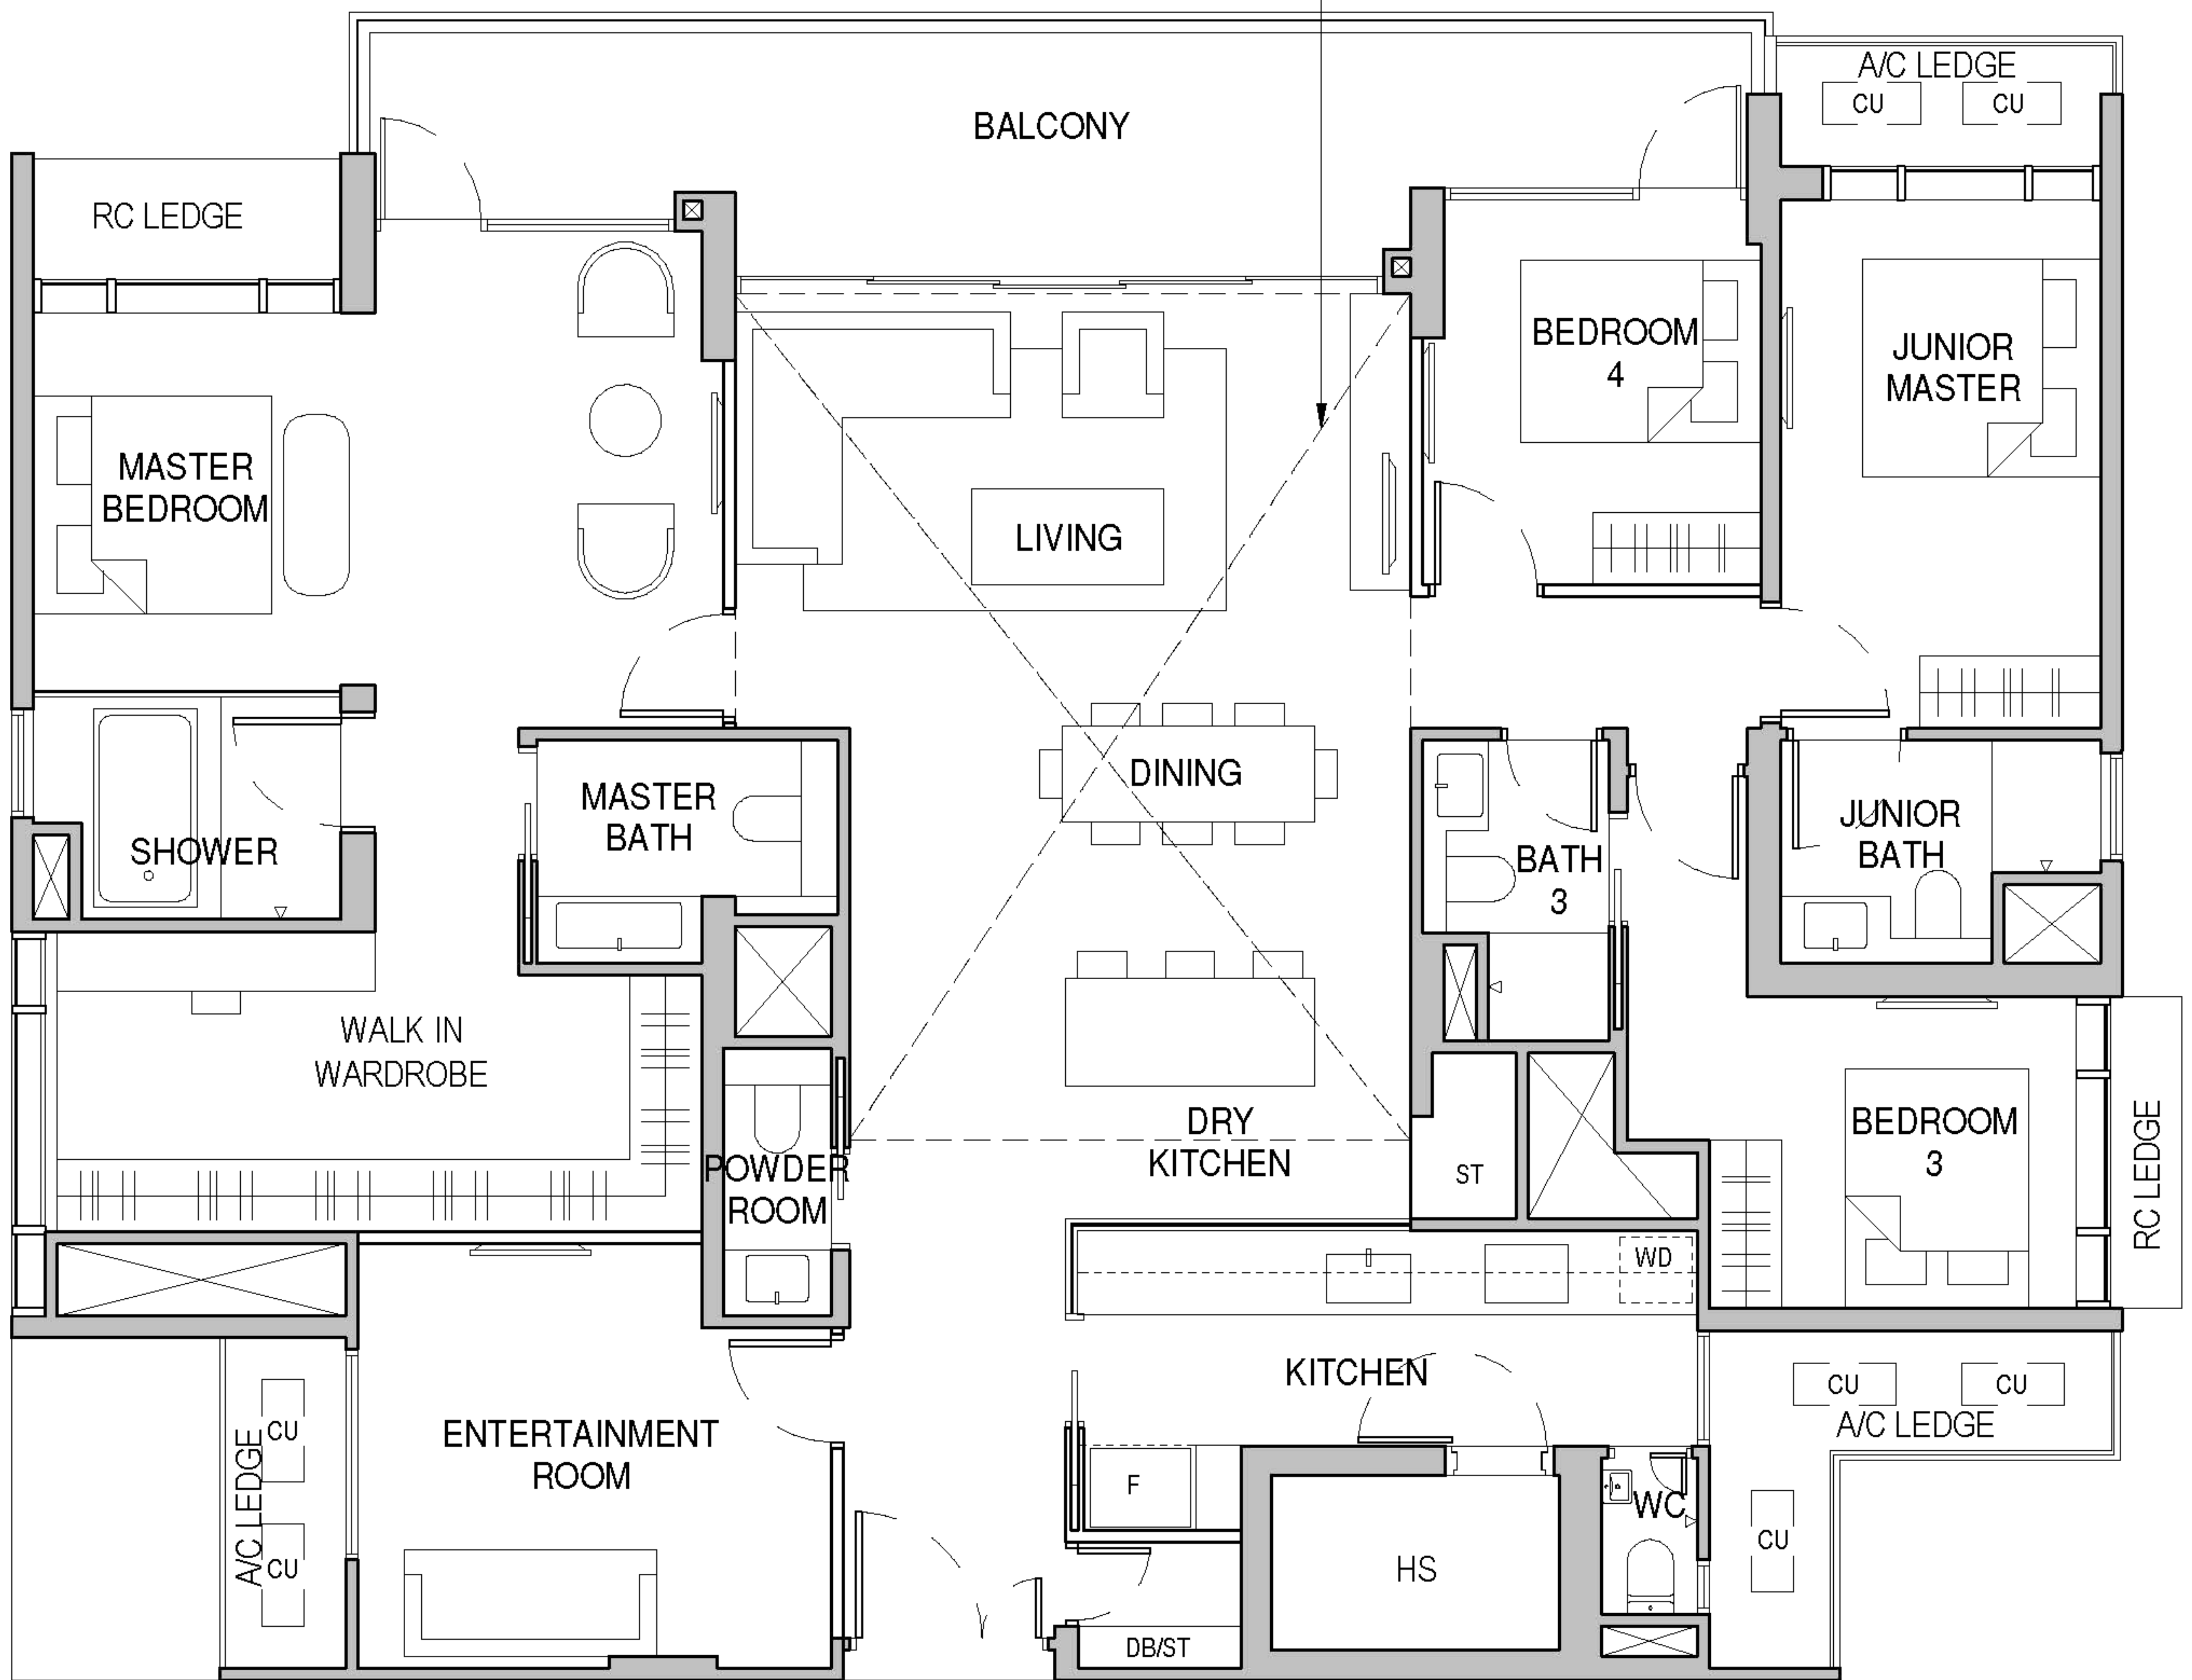 A/C LEDGE
CU
CU
BALCONY
RC LEDGE
BEDROOM
4
JUNIOR
MASTER
MASTER
BEDROOM
LIVING
DINING
MASTER
BATH
SHOWER
BATH
3
JUNIOR
BATH
WALK IN
WARDROBE
DRY
KITCHEN
POWDER
ROOM
ST
BEDROOM
3
RC LEDGE
WD
KITCHEN
CU
CU
A/C LEDGE
ENTERTAINMENT
ROOM
A/C LEDGE
CU
CU
F
WC
CU
HS
DB/ST